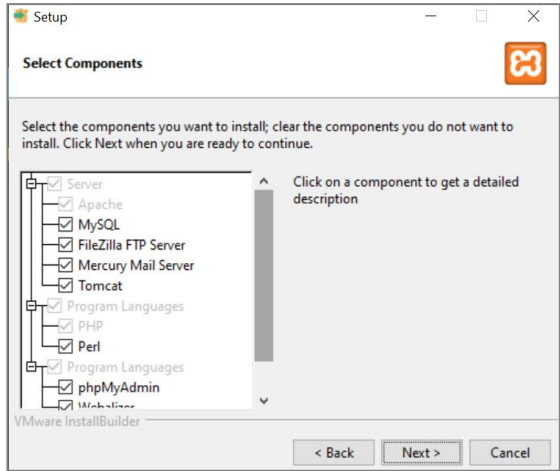 Setup
Select Components
Select the components you want to install; clear the components you do not want to
install. Click Next when you are ready to continue.
Server
Apache
MySQL
FileZilla FTP Server
Mercury Mail Server
Tomcat
Program Languages
PHP
Perl
Program Languages
phpMyAdmin
Webalizer
Click on a component to get a detailed
description
VMware InstallBuilder
< Back
Next >
Cancel